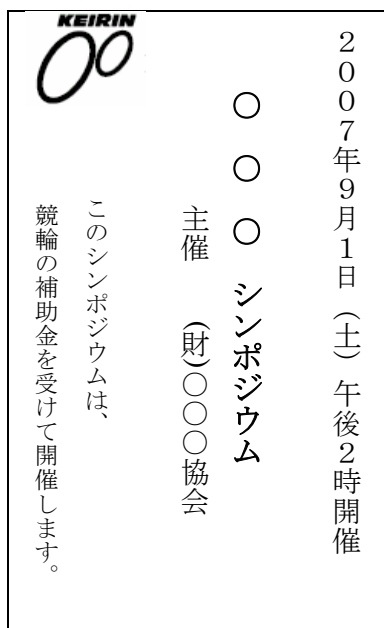 2007年9月1日（土）午後2時開催
○　○　○　シンポジウム
主催　　(財)○○○協会
このシンポジウムは、
競輪の補助金を受けて開催します。
KEIRIN